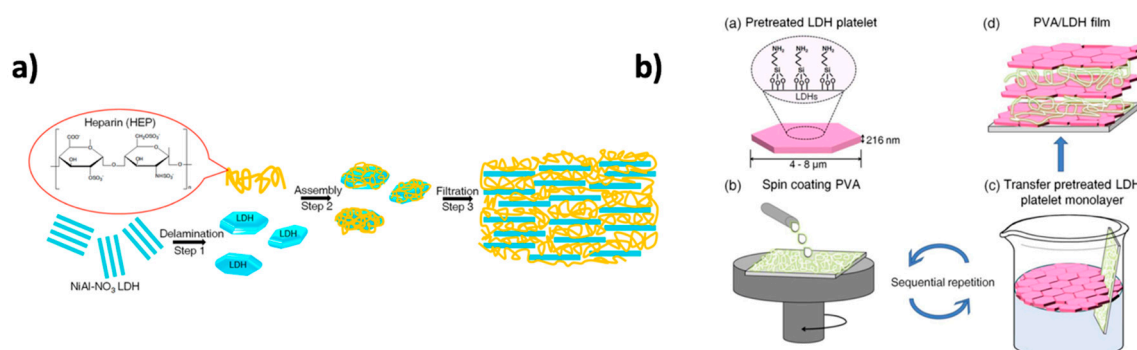 a)
Heparin (HEP)
COO⁻
CH₂OSO₃⁻
OH
OSO₃⁻
O
OH
NHSO₃⁻
n
Delamination
Step 1
NiAl-NO₃ LDH
LDH
LDH
LDH
Assembly
Step 2
Filtration
Step 3
b)
(a) Pretreated LDH platelet
NH₂ NH₂ NH₂
Si Si Si
LDHs
216 nm
4 - 8 μm
(b) Spin coating PVA
Sequential repetition
(d) PVA/LDH film
(c) Transfer pretreated LDH
platelet monolayer